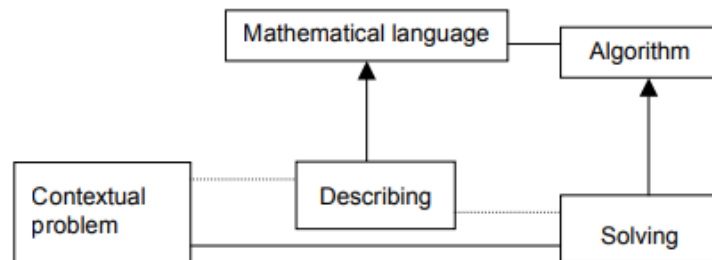 Mathematical language
Algorithm
Contextual
problem
Describing
Solving